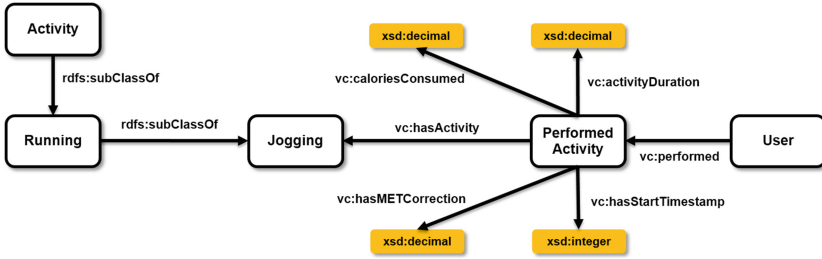 Activity
xsd:decimal
xsd:decimal
rdfs:subClassOf
vc:caloriesConsumed
vc:activityDuration
Running
rdfs:subClassOf
Jogging
vc:hasActivity
Performed
Activity
vc:performed
User
vc:hasMETCorrection
vc:hasStartTimestamp
xsd:decimal
xsd:integer